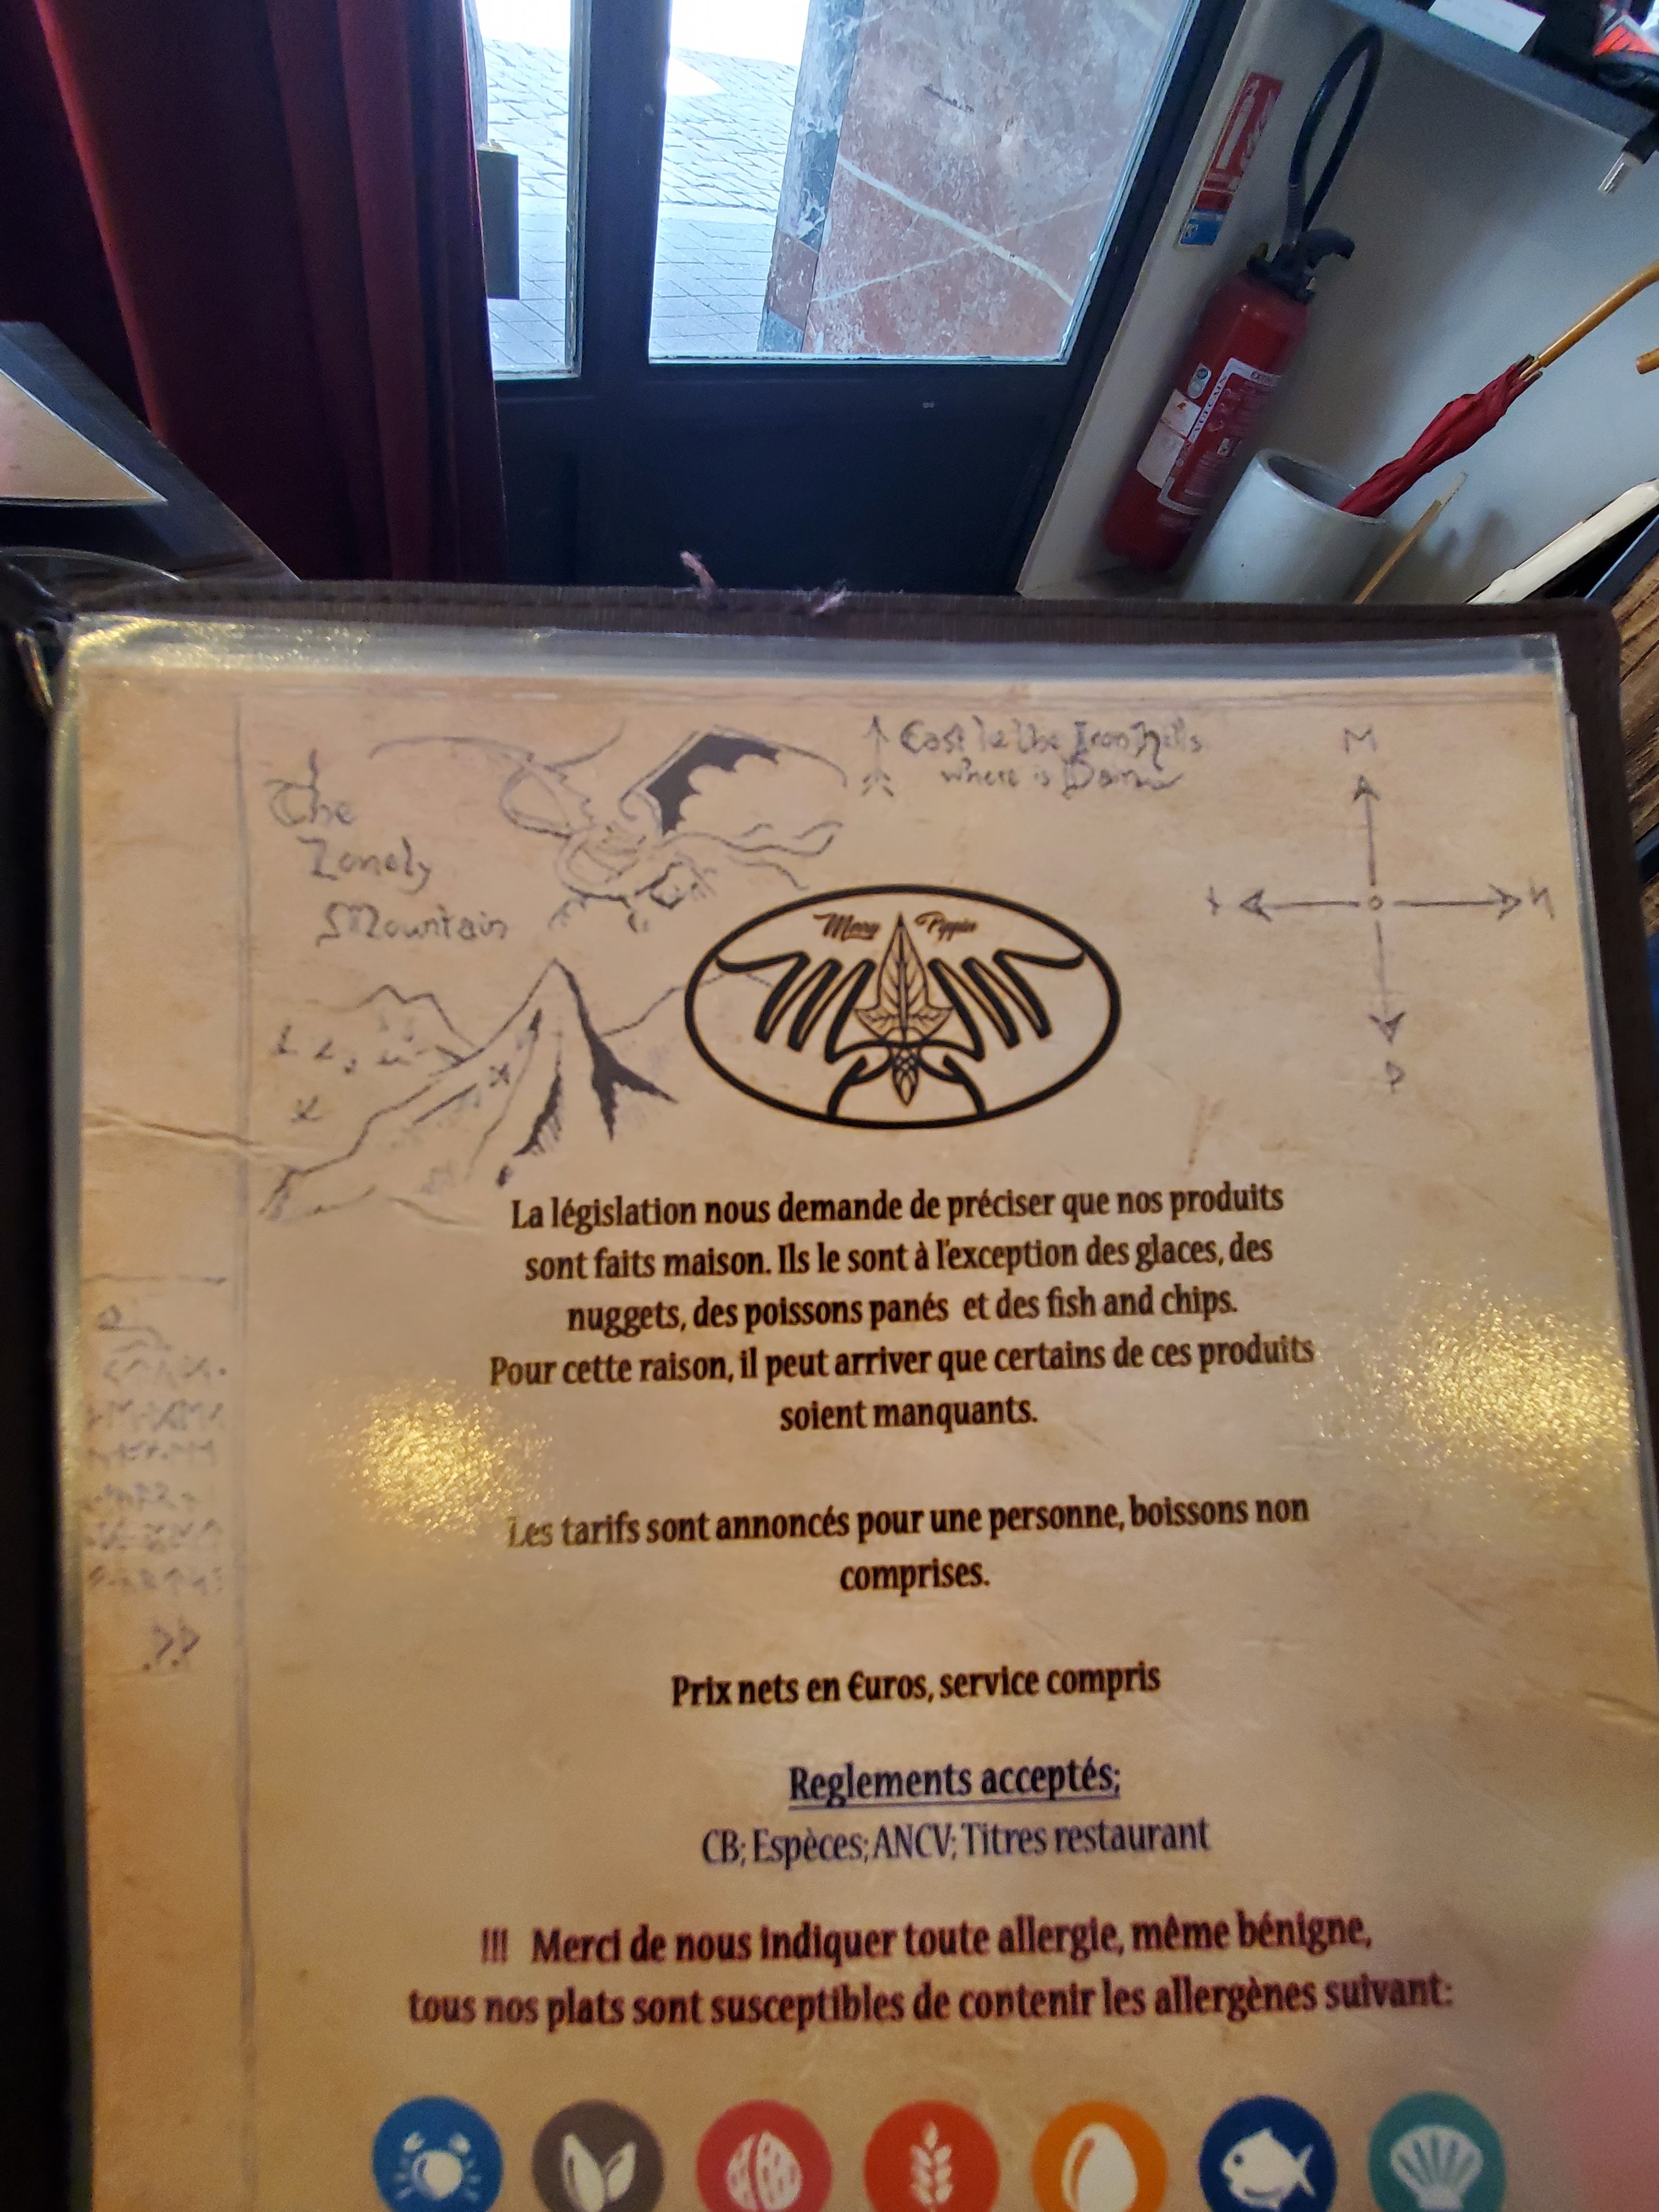 The
Lonely
Mountain
East lie the Iron Hills
where is Dain
Merry Pippin
La législation nous demande de préciser que nos produits
sont faits maison. Ils le sont à l'exception des glaces, des
nuggets, des poissons panés et des fish and chips.
Pour cette raison, il peut arriver que certains de ces produits
soient manquants.
Les tarifs sont annoncés pour une personne, boissons non
comprises.
Prix nets en €uros, service compris
Reglements acceptés;
CB; Espèces; ANCV; Titres restaurant
!!! Merci de nous indiquer toute allergie, même bénigne,
tous nos plats sont susceptibles de contenir les allergènes suivant: